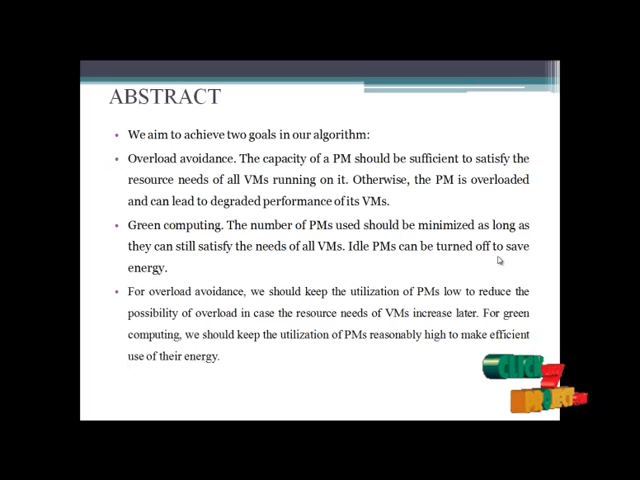 ABSTRACT
• We aim to achieve two goals in our algorithm:
• Overload avoidance. The capacity of a PM should be sufficient to satisfy the
resource needs of all VMs running on it. Otherwise, the PM is overloaded
and can lead to degraded performance of its VMs.
• Green computing. The number of PMs used should be minimized as long as
they can still satisfy the needs of all VMs. Idle PMs can be turned off to save
energy.
• For overload avoidance, we should keep the utilization of PMs low to reduce the
possibility of overload in case the resource needs of VMs increase later. For green
computing, we should keep the utilization of PMs reasonably high to make efficient
use of their energy.
CLICK